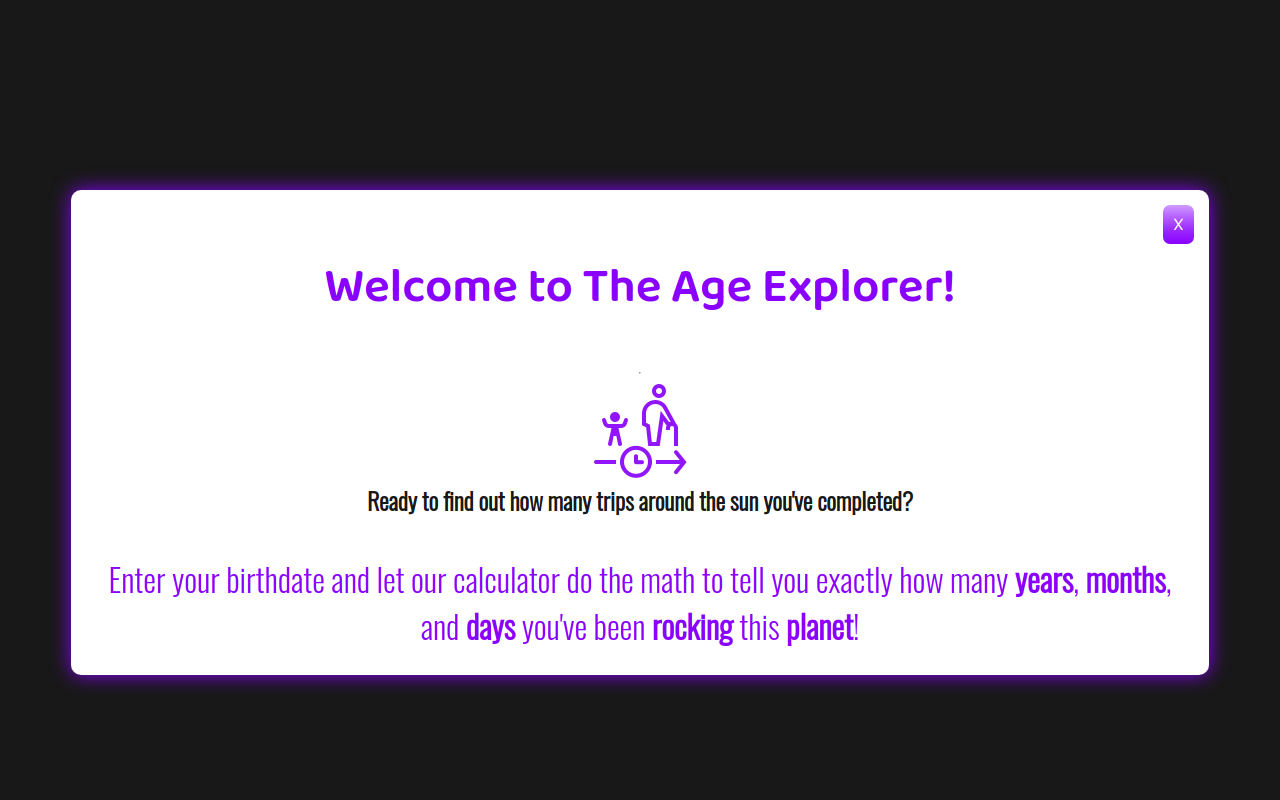 X
Welcome to The Age Explorer!
Ready to find out how many trips around the sun you've completed?
Enter your birthdate and let our calculator do the math to tell you exactly how many years, months,
and days you've been rocking this planet!